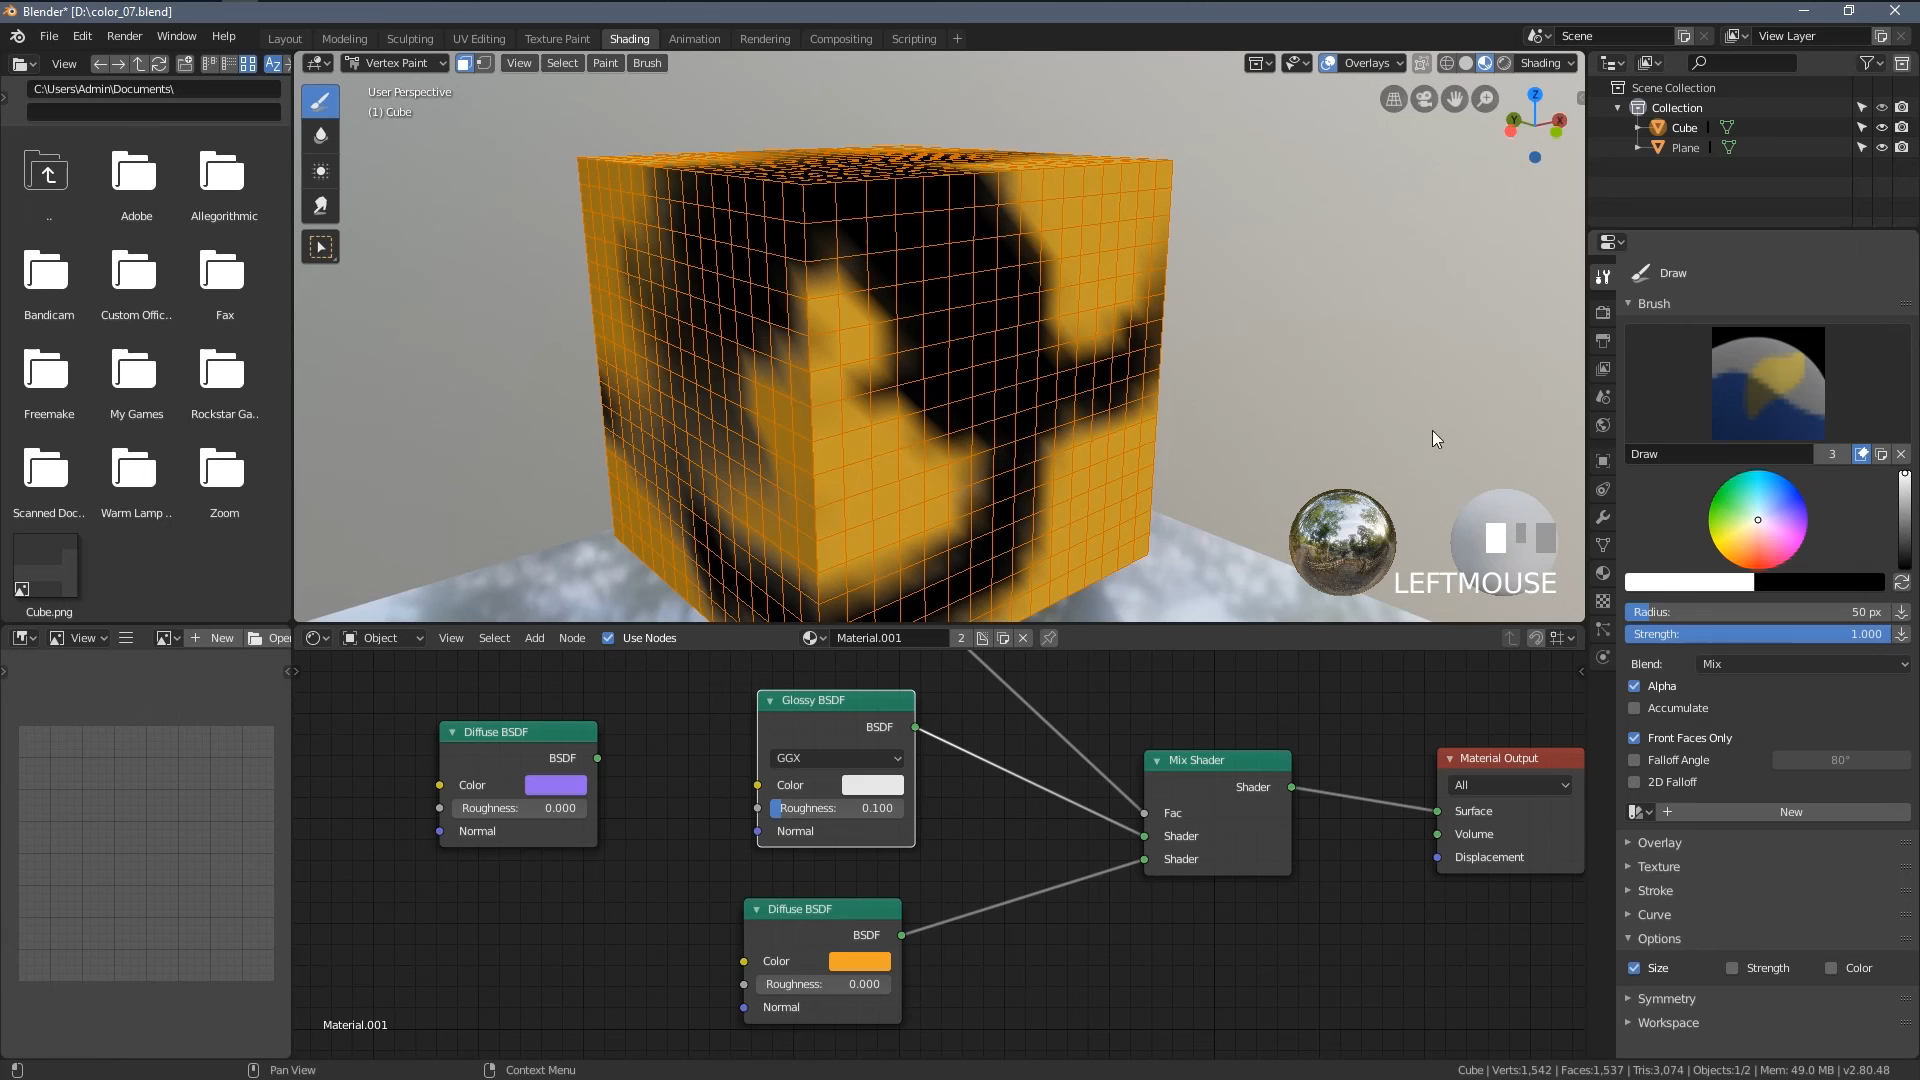 Blender* [D:\color_07.blend]
File Edit Render Window Help
Layout Modeling Sculpting UV Editing Texture Paint Shading Animation Rendering Compositing Scripting +
Scene View Layer
View
C:\Users\Admin\Documents\
..
Adobe
Allegorithmic
Bandicam
Custom Offic..
Fax
Freemake
My Games
Rockstar Ga..
Scanned Doc..
Warm Lamp ..
Zoom
Cube.png
Vertex Paint View Select Paint Brush Overlays Shading
User Perspective
(1) Cube
Z
Y
X
LEFTMOUSE
Scene Collection
Collection
Cube
Plane
Draw
Brush
Draw 3
Radius: 50 px
Strength: 1.000
Blend: Mix
Alpha
Accumulate
Front Faces Only
Falloff Angle 80°
2D Falloff
+ New
Overlay
Texture
Stroke
Curve
Options
Size Strength Color
Symmetry
Workspace
View + New Open
Object View Select Add Node Use Nodes Material.001 2
Diffuse BSDF
BSDF
Color
Roughness: 0.000
Normal
Glossy BSDF
BSDF
GGX
Color
Roughness: 0.100
Normal
Diffuse BSDF
BSDF
Color
Roughness: 0.000
Normal
Mix Shader
Shader
Fac
Shader
Shader
Material Output
All
Surface
Volume
Displacement
Material.001
Pan View Context Menu
Cube | Verts:1,542 | Faces:1,537 | Tris:3,074 | Objects:1/2 | Mem: 49.0 MB | v2.80.48